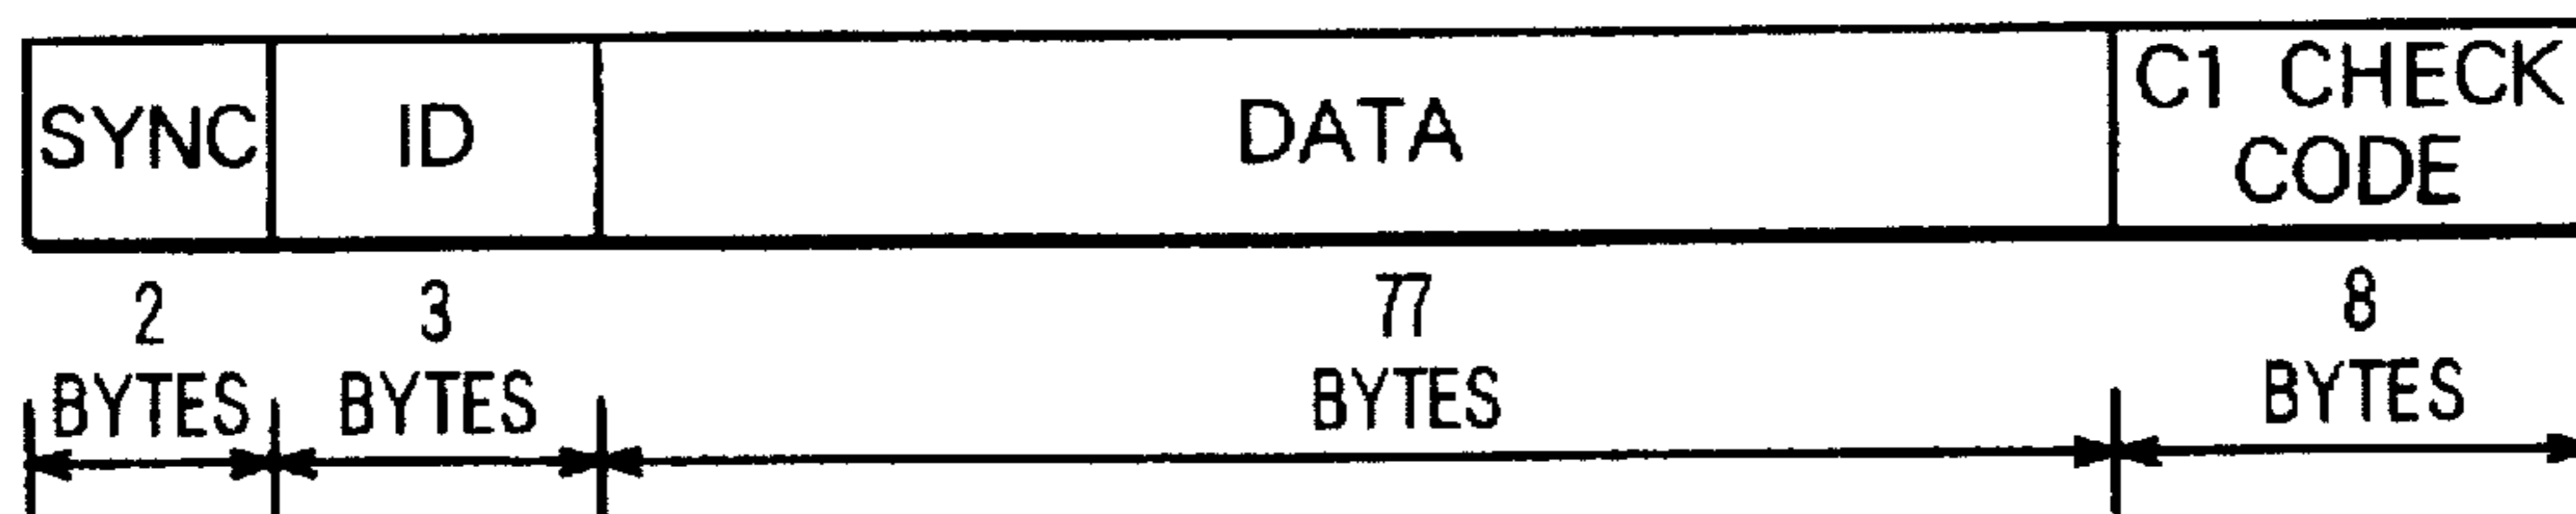 SYNC ID DATA C1 CHECK
CODE
2 3 77 8
BYTES BYTES BYTES BYTES